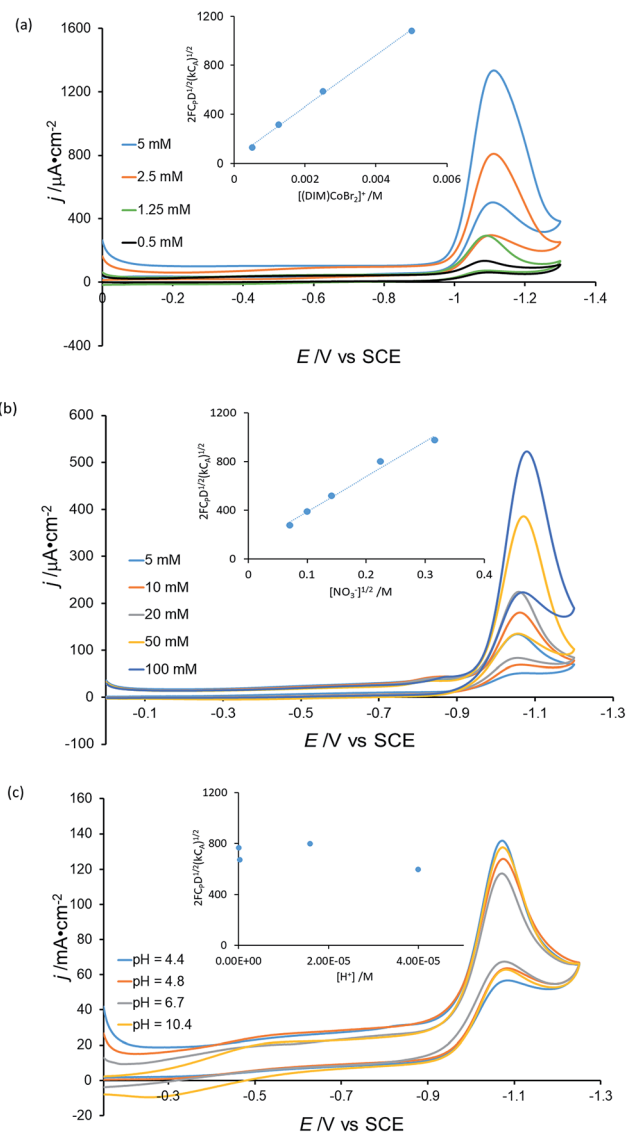 (a)
1600
1200
800
400
0
-400
j /μA•cm-2
5 mM
2.5 mM
1.25 mM
0.5 mM
1200
800
400
0
2FCPD1/2(kCA)1/2
0 0.002 0.004 0.006
[((DIM)CoBr2]+ /M
0 -0.2 -0.4 -0.6 -0.8 -1 -1.2 -1.4
E /V vs SCE
(b)
600
500
400
300
200
100
0
-100
j /μA•cm-2
5 mM
10 mM
20 mM
50 mM
100 mM
1200
800
400
0
2FCPD1/2(kCA)1/2
0 0.1 0.2 0.3 0.4
[NO3-]1/2 /M
-0.1 -0.3 -0.5 -0.7 -0.9 -1.1 -1.3
E /V vs SCE
(c)
160
140
120
100
80
60
40
20
0
-20
j /mA•cm-2
pH = 4.4
pH = 4.8
pH = 6.7
pH = 10.4
1200
800
400
0
2FCPD1/2(kCA)1/2
0.00E+00 2.00E-05 4.00E-05
[H+] /M
-0.3 -0.5 -0.7 -0.9 -1.1 -1.3
E /V vs SCE